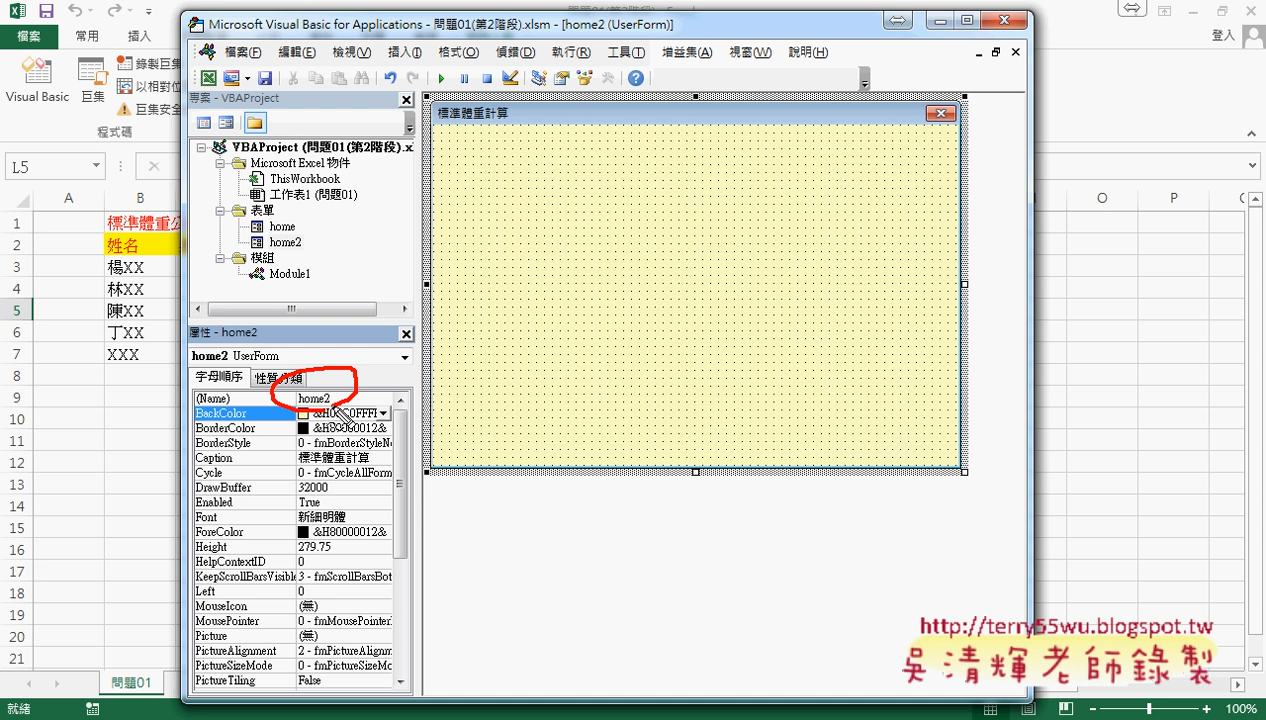 Microsoft Visual Basic for Applications - 問題01(第2階段).xlsm - [home2 (UserForm)]
登入
檔案 常用 插入
檔案(F) 編輯(E) 檢視(V) 插入(I) 格式(O) 偵錯(D) 執行(R) 工具(T) 增益集(A) 視窗(W) 說明(H)
錄製巨集
以相對位
巨集安全
Visual Basic 巨集
程式碼
專案 - VBAProject
標準體重計算
VBAProject (問題01(第2階段).x
Microsoft Excel 物件
ThisWorkbook
工作表1 (問題01)
表單
home
home2
模組
Module1
L5
A B O P
1 標準體重公
2 姓名
3 楊XX
4 林XX
5 陳XX
6 丁XX
7 XXX
8
9
10
11
12
13
14
15
16
17
18
19
20
21
屬性 - home2
home2 UserForm
字母順序 性質分類
(Name) home2
BackColor
BorderColor &H80000012&
BorderStyle 0 - fmBorderStyleNo
Caption 標準體重計算
Cycle 0 - fmCycleAllForm
DrawBuffer 32000
Enabled True
Font 新細明體
ForeColor &H80000012&
Height 279.75
HelpContextID 0
KeepScrollBarsVisible 3 - fmScrollBarsBot
Left 0
MouseIcon (無)
MousePointer 0 - fmMousePointer
Picture (無)
PictureAlignment 2 - fmPictureAlignm
PictureSizeMode 0 - fmPictureSizeMo
PictureTiling False
http://terry55wu.blogspot.tw
吳清輝老師錄製
問題01
就緒
100%